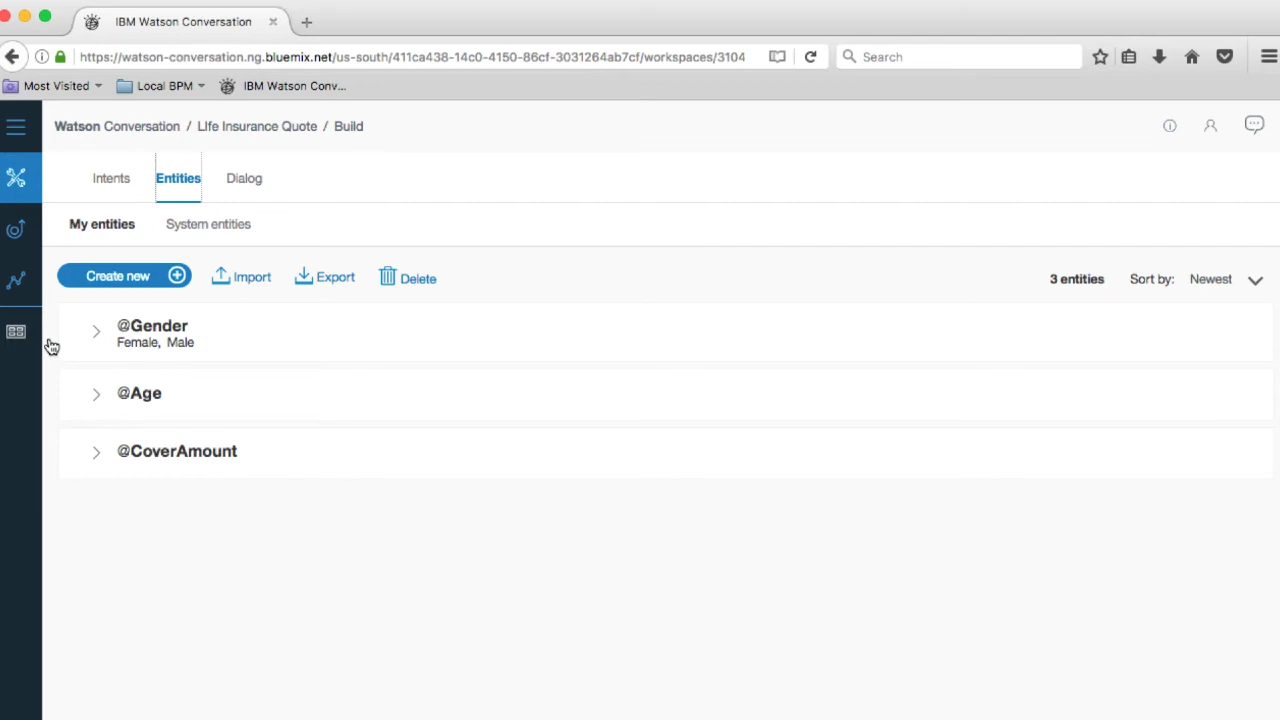 IBM Watson Conversation
https://watson-conversation.ng.bluemix.net/us-south/411ca438-14c0-4150-86cf-3031264ab7cf/workspaces/3104
Search
Most Visited
Local BPM
IBM Watson Conv...
Watson Conversation / LIfe Insurance Quote / Build
Intents
Entities
Dialog
My entities
System entities
Create new
Import
Export
Delete
3 entities
Sort by: Newest
@Gender
Female, Male
@Age
@CoverAmount